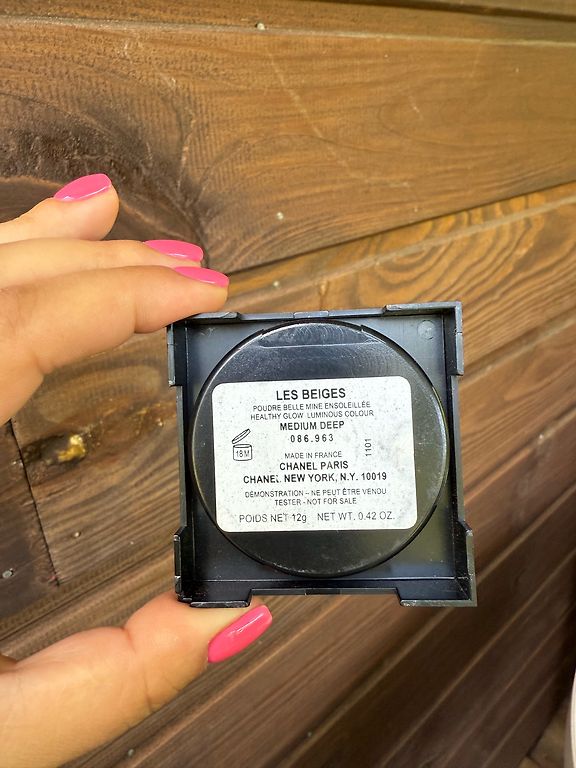 LES BEIGES
POUDRE BELLE MINE ENSOLEILLÉE
HEALTHY GLOW LUMINOUS COLOUR
MEDIUM DEEP
086.963
1101
18M
MADE IN FRANCE
CHANEL PARIS
CHANEL NEW YORK, N.Y. 10019
DÉMONSTRATION – NE PEUT ÊTRE VENDU
TESTER - NOT FOR SALE
POIDS NET 12g NET WT. 0.42 OZ.